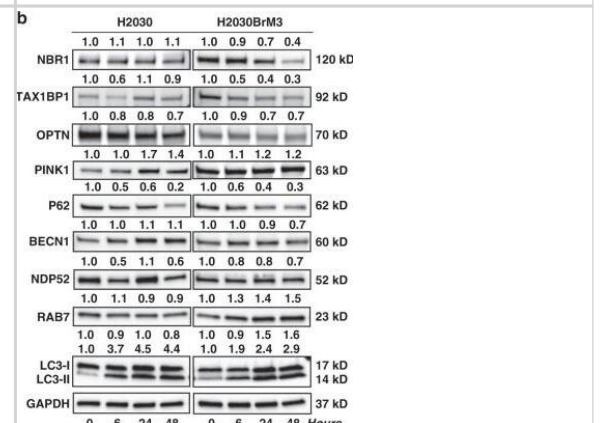 b
H2030 H2030BrM3
1.0 1.1 1.0 1.1 1.0 0.9 0.7 0.4
NBR1 120 kD
1.0 0.6 1.1 0.9 1.0 0.5 0.4 0.3
TAX1BP1 92 kD
1.0 0.8 0.8 0.7 1.0 0.9 0.7 0.7
OPTN 70 kD
1.0 1.0 1.7 1.4 1.0 1.1 1.2 1.2
PINK1 63 kD
1.0 0.5 0.6 0.2 1.0 0.6 0.4 0.3
P62 62 kD
1.0 1.0 1.1 1.1 1.0 1.0 0.9 0.7
BECN1 60 kD
1.0 0.5 1.1 0.6 1.0 0.8 0.8 0.7
NDP52 52 kD
1.0 1.1 0.9 0.9 1.0 1.3 1.4 1.5
RAB7 23 kD
1.0 0.9 1.0 0.8 1.0 0.9 1.5 1.6
1.0 3.7 4.5 4.4 1.0 1.9 2.4 2.9
LC3-I 17 kD
LC3-II 14 kD
GAPDH 37 kD
0 6 24 48 0 6 24 48 Hours